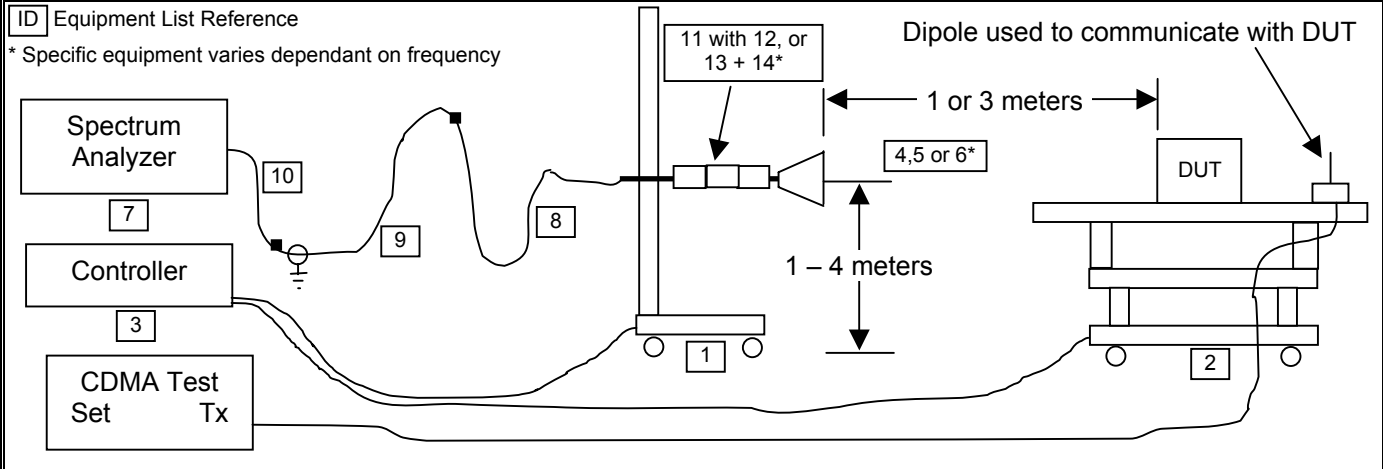 ID Equipment List Reference
* Specific equipment varies dependant on frequency
11 with 12, or
13 + 14*
Dipole used to communicate with DUT
1 or 3 meters
Spectrum
Analyzer
10
4,5 or 6*
DUT
7
9
8
Controller
1 – 4 meters
3
1
2
CDMA Test
Set Tx